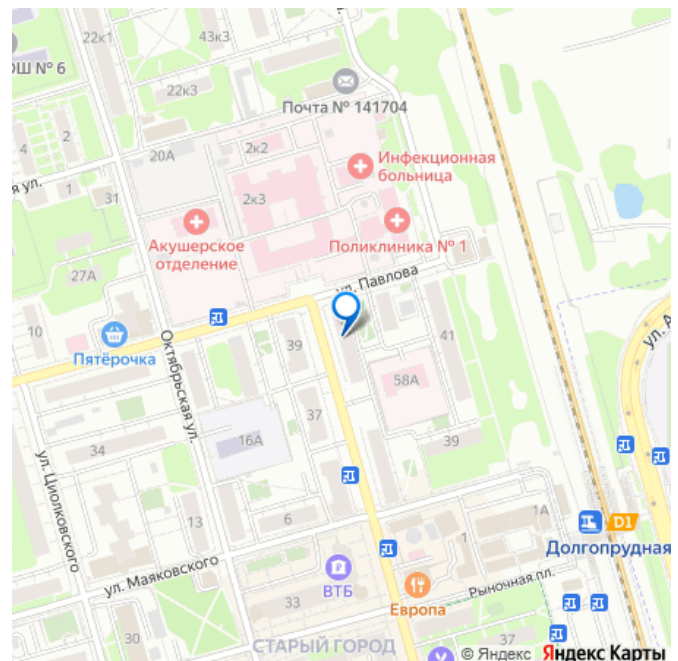 22к1
43к3
ОШ № 6
22к3
Почта № 141704
4
2
20А
2к2
Инфекционная
больница
я ул.
1
31
2к3
Акушерское
отделение
Поликлиника № 1
27А
ул. Павлова
10
Пятёрочка
39
41
ул. А
58А
Октябрьская ул.
37
34
16А
39
ул. Циолковского
13
6
1
1А
D1
Долгопрудная
ул. Маяковского
ВТБ
Рыночная пл.
33
Европа
30
СТАРЫЙ ГОРОД
37
© Яндекс Яндекс Карты